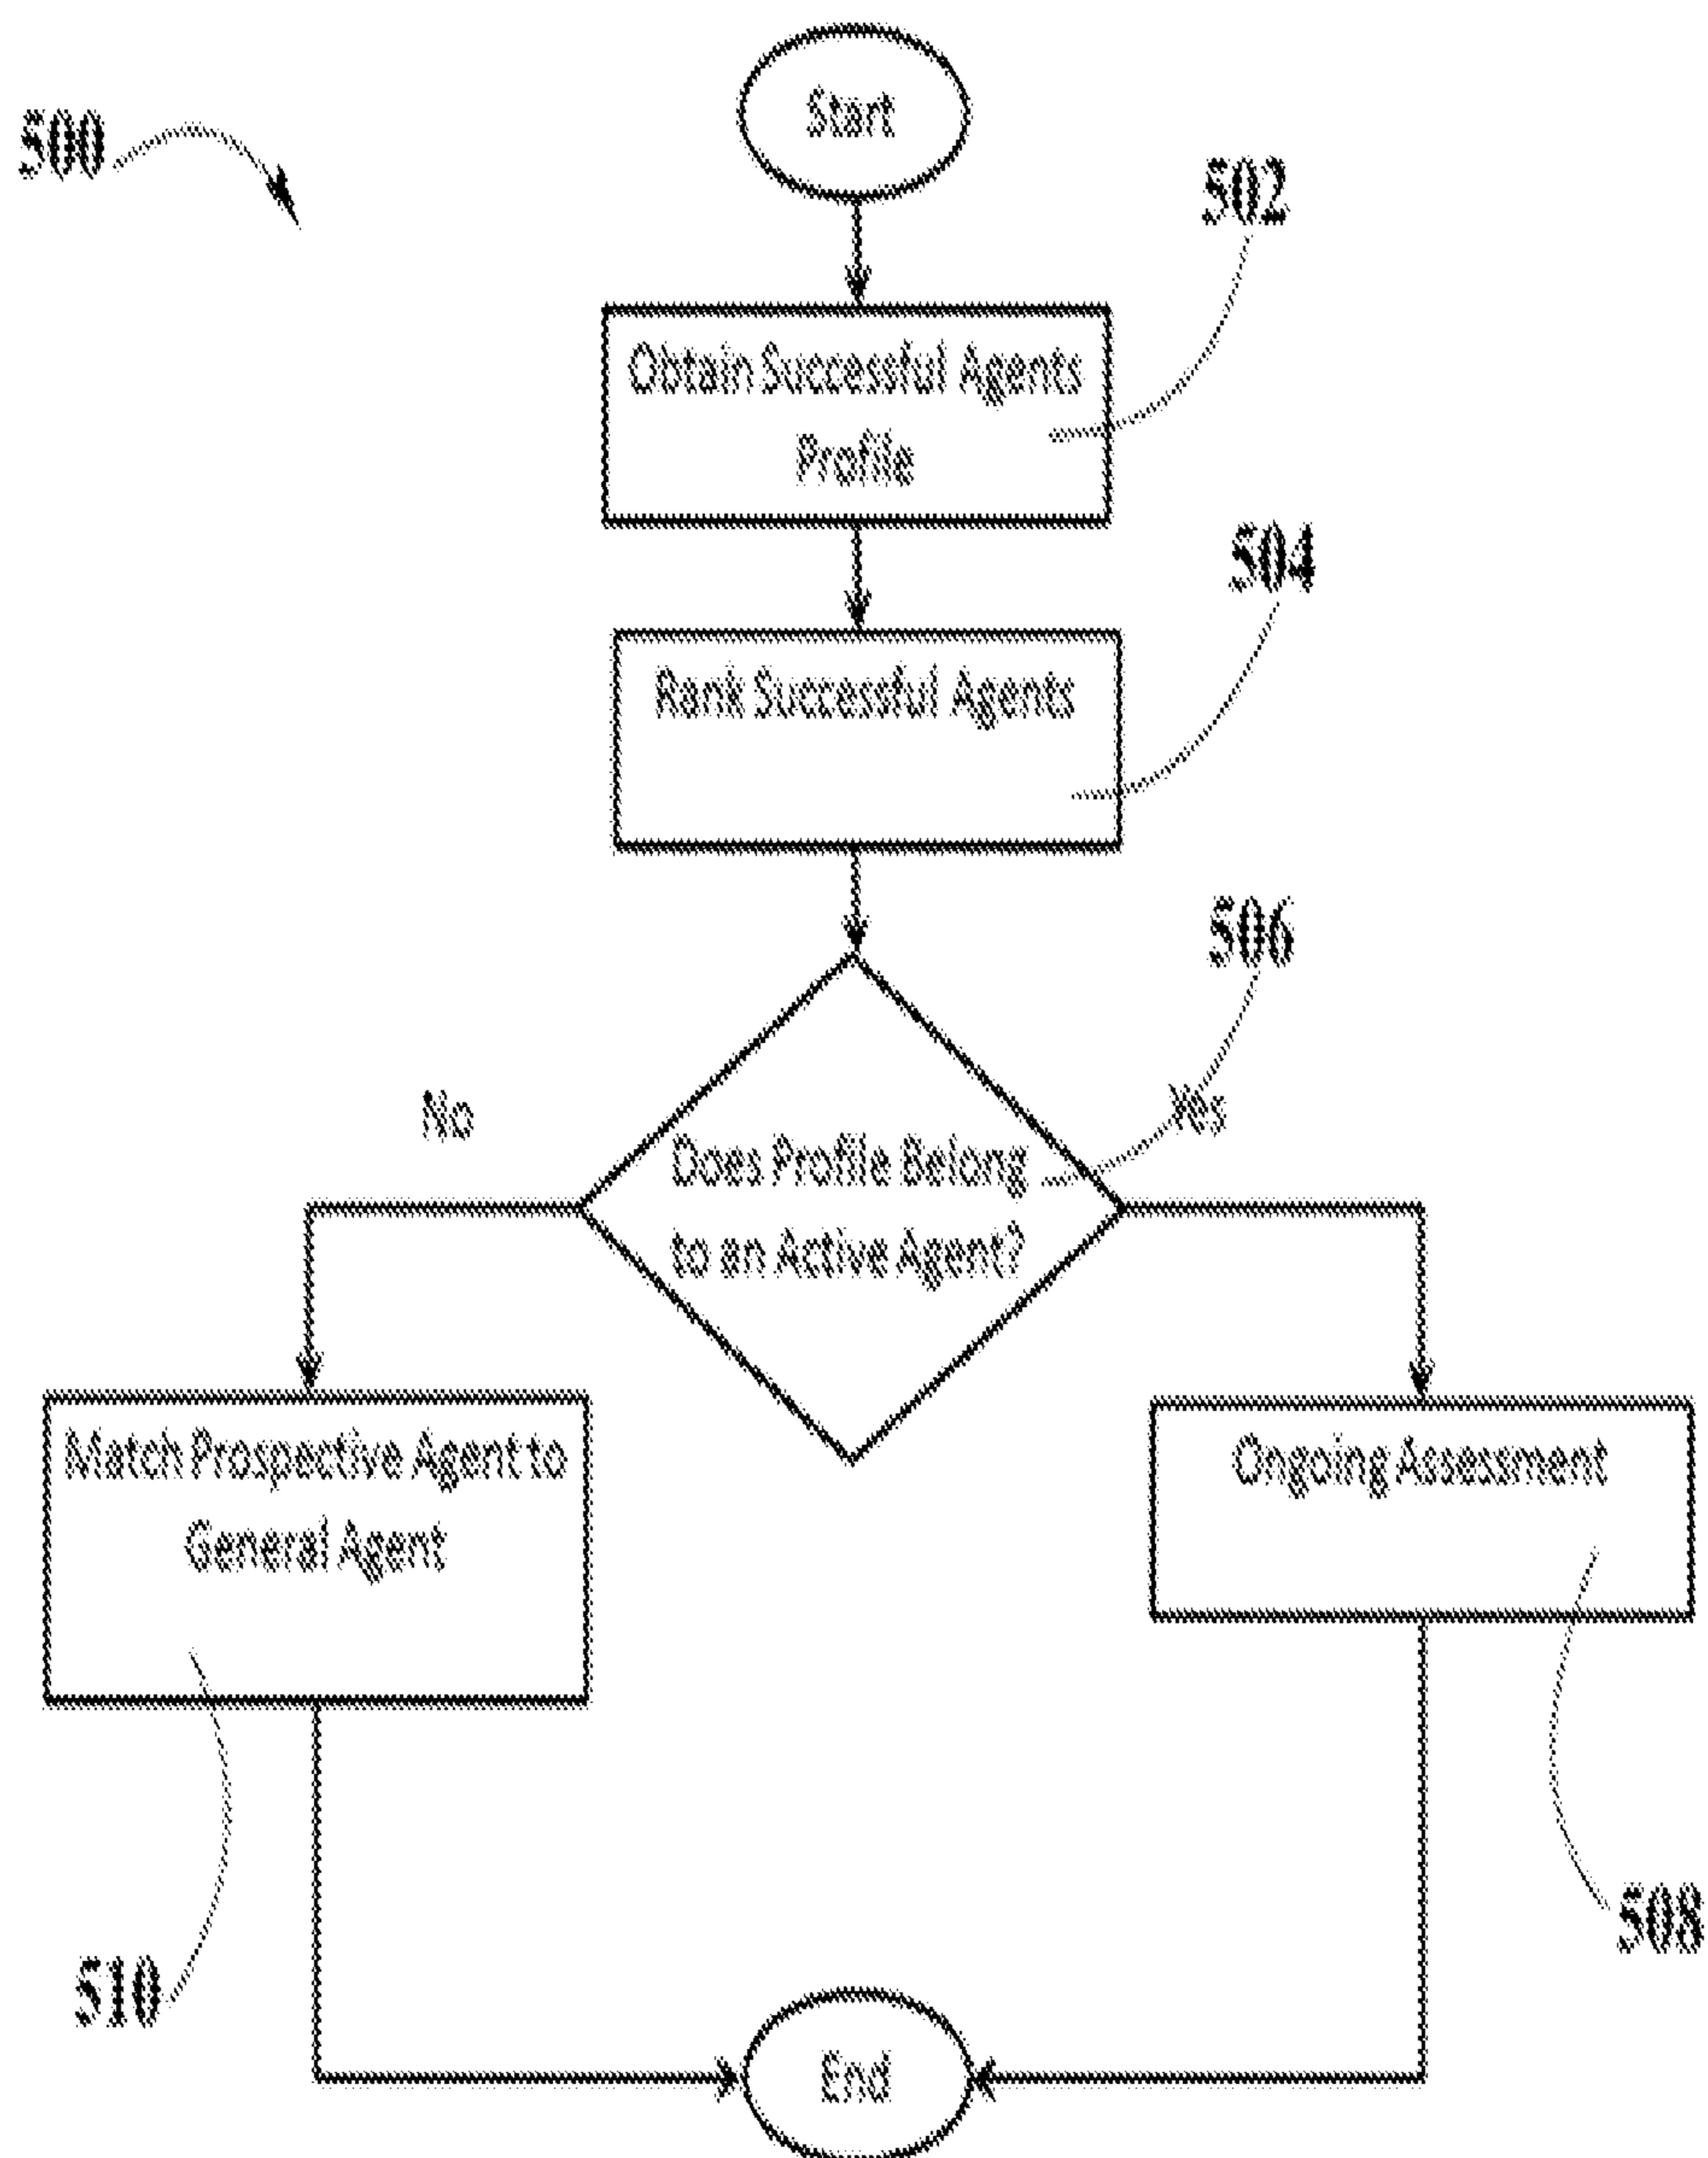 Start
500
502
Obtain Successful Agents
Profile
504
Rank Successful Agents
506
No
Yes
Does Profile Belong
to an Active Agent?
Match Prospective Agent to
General Agent
Ongoing Assessment
508
510
End